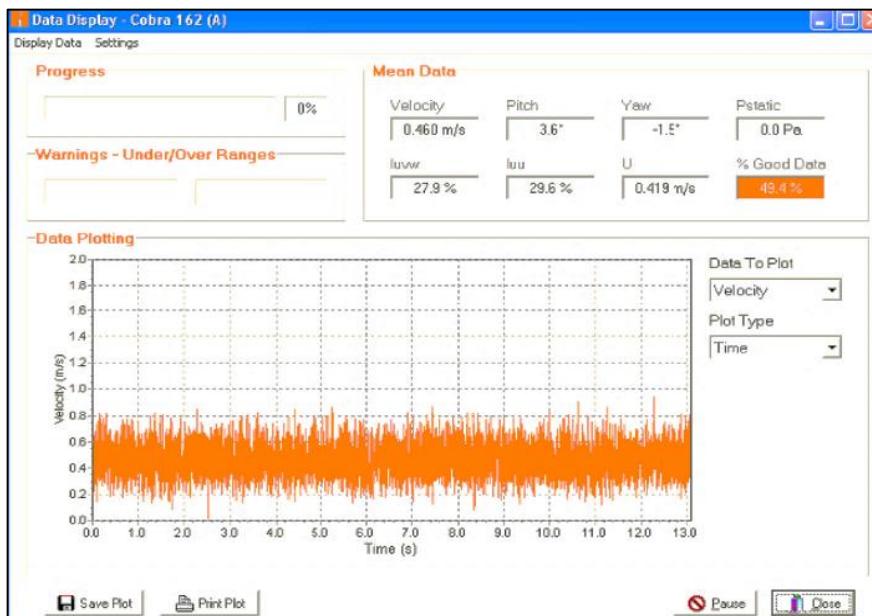 Data Display - Cobra 162 (A)
Display Data Settings
Progress
0%
Warnings - Under/Over Ranges
Mean Data
Velocity Pitch Yaw Pstatic
0.460 m/s 3.6° -1.5° 0.0 Pa
Iuvw Iuu U % Good Data
27.9 % 29.6 % 0.419 m/s 49.4 %
Data Plotting
2.0
1.8
1.6
1.4
1.2
1.0
0.8
0.6
0.4
0.2
0.0
Velocity (m/s)
0.0 1.0 2.0 3.0 4.0 5.0 6.0 7.0 8.0 9.0 10.0 11.0 12.0 13.0
Time (s)
Data To Plot
Velocity
Plot Type
Time
Save Plot Print Plot Pause Close